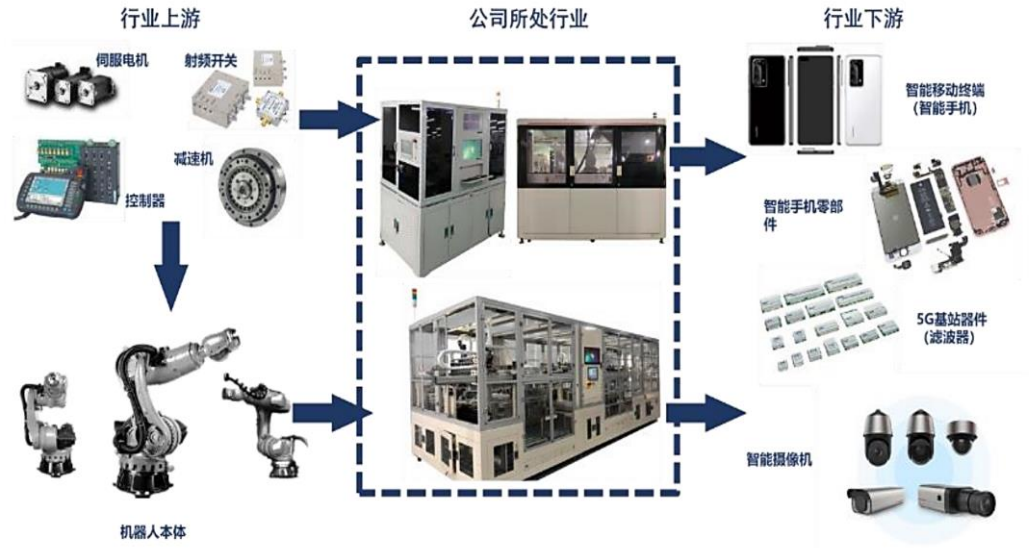 行业上游
公司所处行业
行业下游
伺服电机
射频开关
减速机
控制器
机器人本体
智能移动终端
(智能手机)
智能手机零部
件
5G基站器件
(滤波器)
智能摄像机